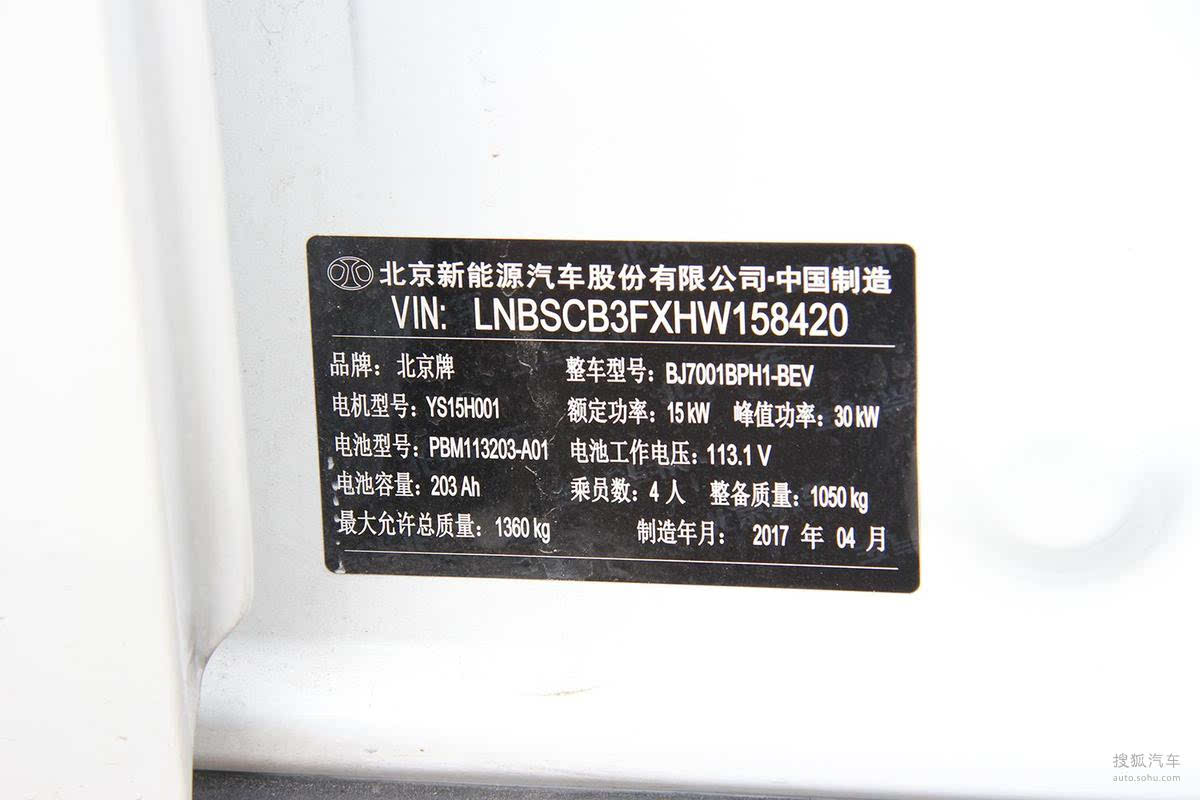 北京新能源汽车股份有限公司·中国制造
VIN: LNBSCB3FXHW158420
品牌: 北京牌 整车型号: BJ7001BPH1-BEV
电机型号: YS15H001 额定功率: 15 kW 峰值功率: 30 kW
电池型号: PBM113203-A01 电池工作电压: 113.1 V
电池容量: 203 Ah 乘员数: 4 人 整备质量: 1050 kg
最大允许总质量: 1360 kg 制造年月: 2017 年 04 月
搜狐汽车
auto.sohu.com